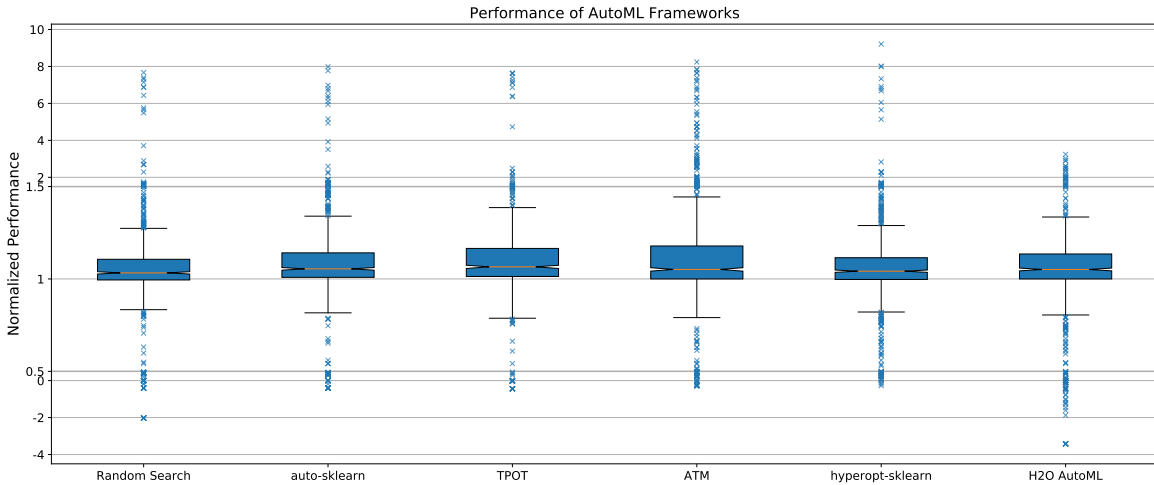 Performance of AutoML Frameworks
Normalized Performance
10
8
6
4
2
1.5
1
0.5
0
-2
-4
Random Search
auto-sklearn
TPOT
ATM
hyperopt-sklearn
H2O AutoML